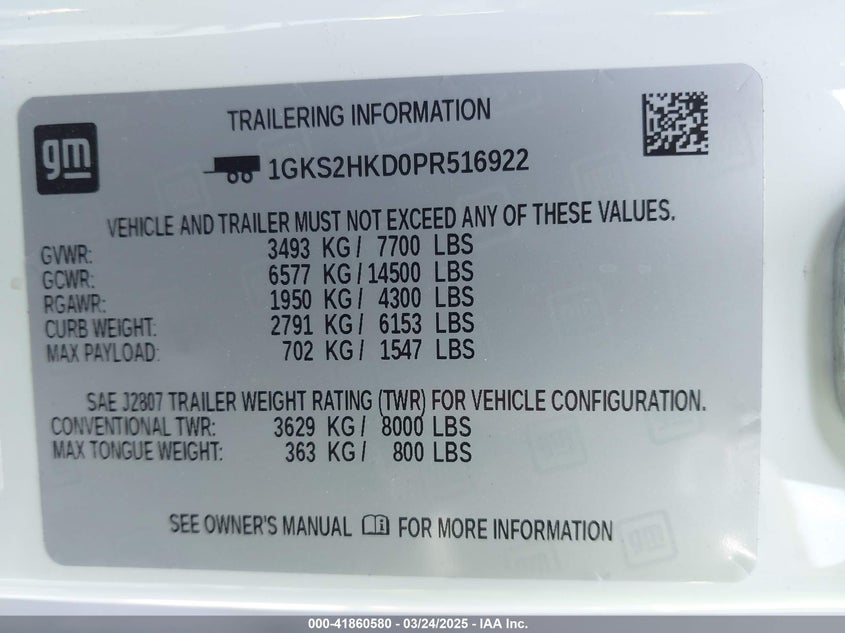 gm
TRAILERING INFORMATION
1GKS2HKD0PR516922
VEHICLE AND TRAILER MUST NOT EXCEED ANY OF THESE VALUES.
GVWR: 3493 KG / 7700 LBS
GCWR: 6577 KG / 14500 LBS
RGAWR: 1950 KG / 4300 LBS
CURB WEIGHT: 2791 KG / 6153 LBS
MAX PAYLOAD: 702 KG / 1547 LBS
SAE J2807 TRAILER WEIGHT RATING (TWR) FOR VEHICLE CONFIGURATION.
CONVENTIONAL TWR: 3629 KG / 8000 LBS
MAX TONGUE WEIGHT: 363 KG / 800 LBS
SEE OWNER'S MANUAL i FOR MORE INFORMATION
000-41860580 - 03/24/2025 - IAA Inc.